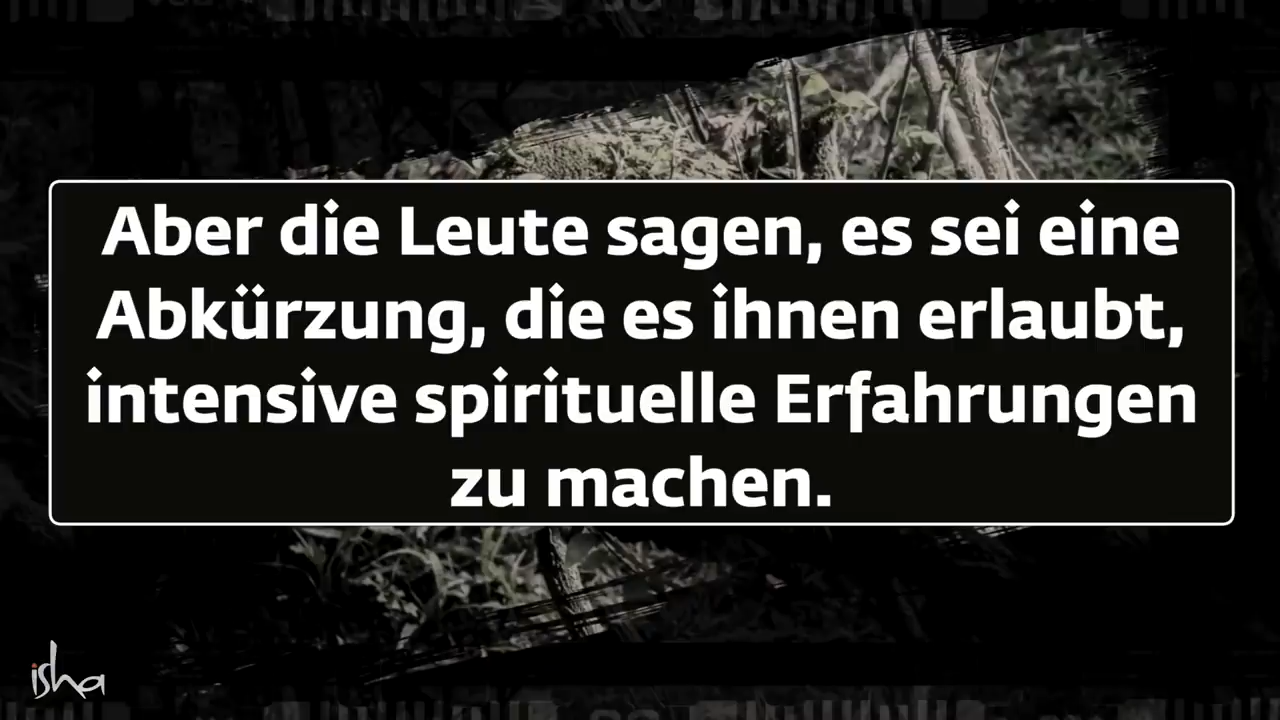 Aber die Leute sagen, es sei eine
Abkürzung, die es ihnen erlaubt,
intensive spirituelle Erfahrungen
zu machen.
isha